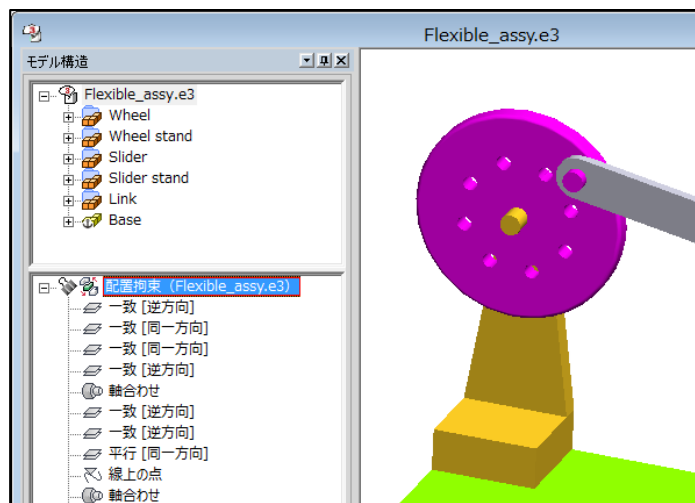 Flexible_assy.e3
モデル構造
Flexible_assy.e3
Wheel
Wheel stand
Slider
Slider stand
Link
Base
配置拘束（Flexible_assy.e3）
一致 [逆方向]
一致 [同一方向]
一致 [同一方向]
一致 [逆方向]
軸合わせ
一致 [逆方向]
一致 [逆方向]
平行 [同一方向]
線上の点
軸合わせ